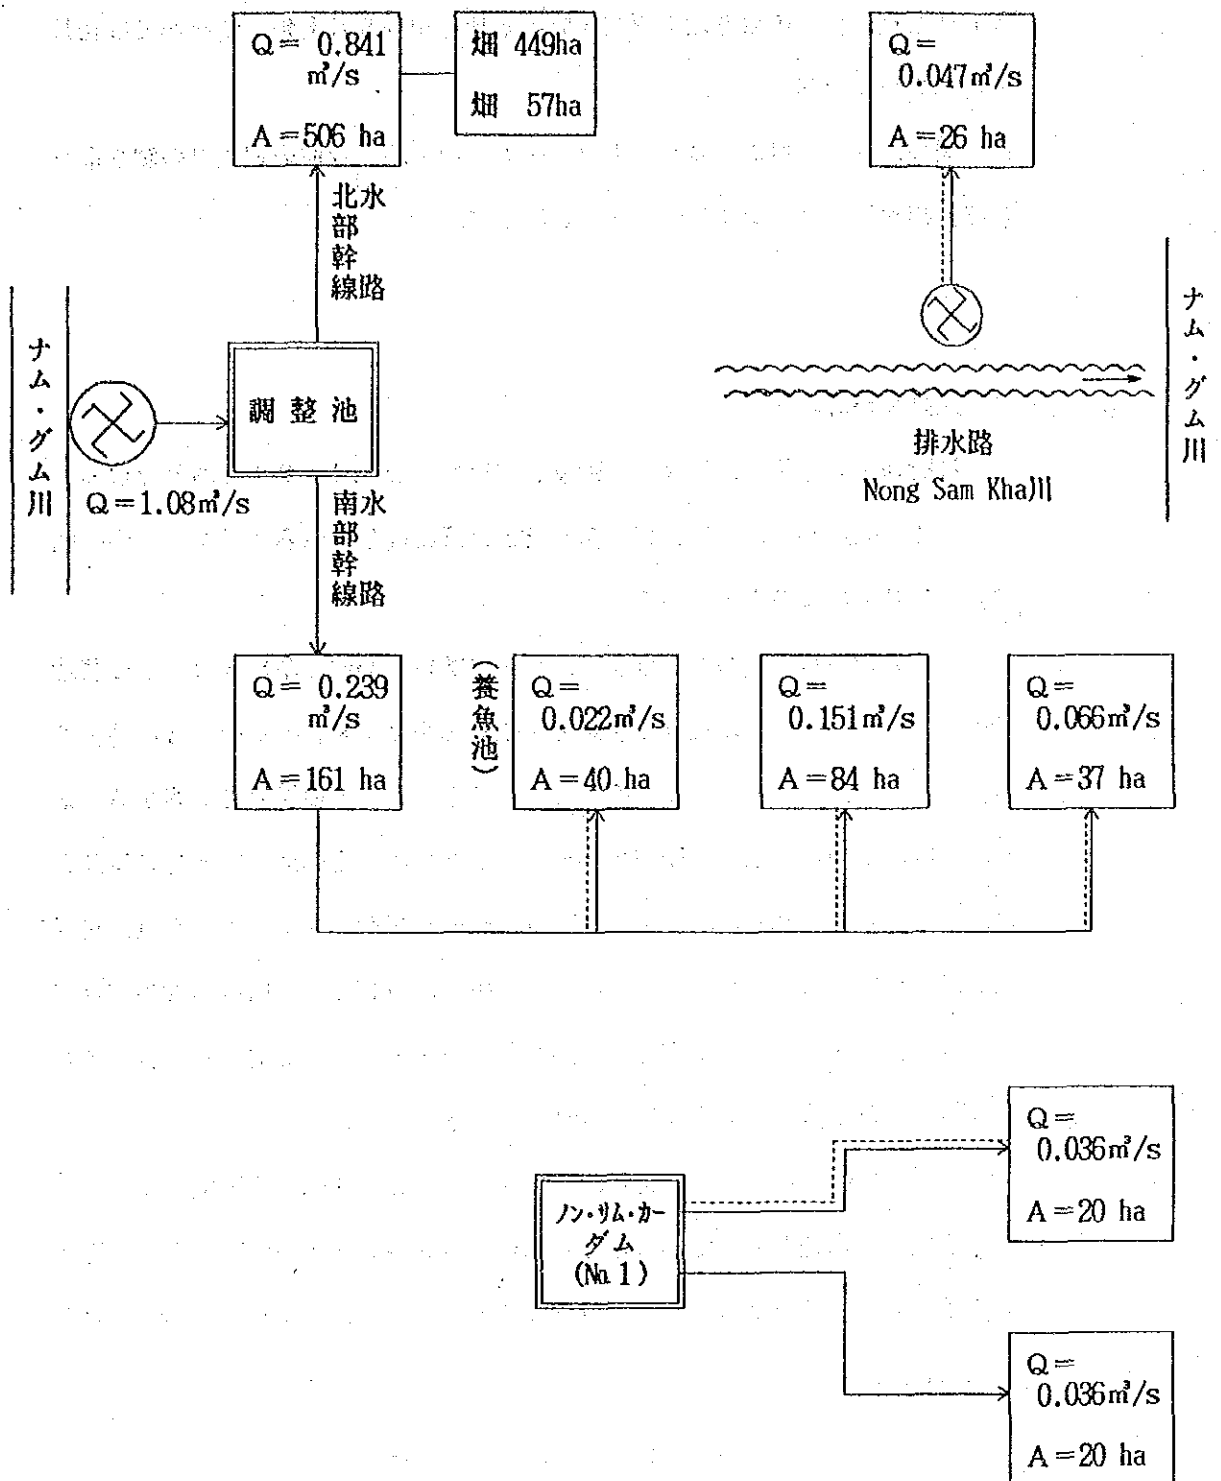 Q= 0.841
㎥/s
A=506 ha
畑 449ha
畑 57ha
Q=
0.047㎥/s
A=26 ha
北部幹線
水路
ナム・グム川
調整池
Q=1.08㎥/s
南部幹線
水路
排水路
Nong Sam Kha川
ナム・グム川
Q= 0.239
㎥/s
A=161 ha
(養魚池)
Q=
0.022㎥/s
A=40 ha
Q=
0.151㎥/s
A=84 ha
Q=
0.066㎥/s
A=37 ha
ノン・リム・カー
ダム
(No.1)
Q=
0.036㎥/s
A=20 ha
Q=
0.036㎥/s
A=20 ha